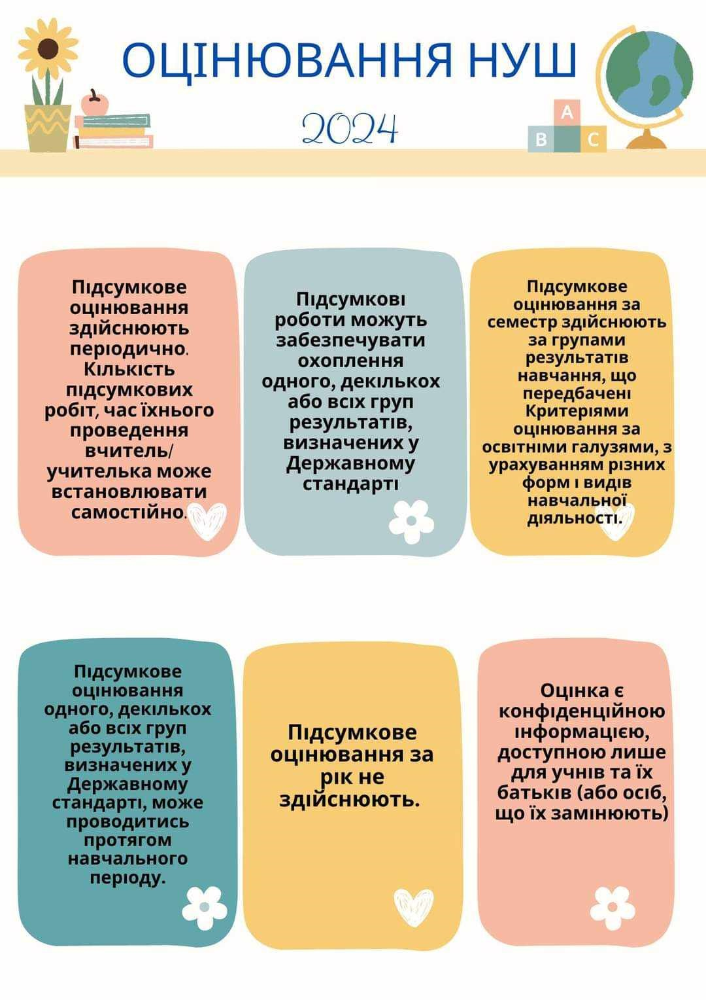 ОЦІНЮВАННЯ НУШ
2024
A
B C
Підсумкове
оцінювання
здійснюють
періодично.
Кількість
підсумкових
робіт, час їхнього
проведення
вчитель/
учителька може
встановлювати
самостійно.
Підсумкові
роботи можуть
забезпечувати
охоплення
одного, декількох
або всіх груп
результатів,
визначених у
Державному
стандарті
Підсумкове
оцінювання за
семестр здійснюють
за групами
результатів
навчання, що
передбачені
Критеріями
оцінювання за
освітніми галузями, з
урахуванням різних
форм і видів
навчальної
діяльності.
Підсумкове
оцінювання
одного, декількох
або всіх груп
результатів,
визначених у
Державному
стандарті, може
проводитись
протягом
навчального
періоду.
Підсумкове
оцінювання за
рік не
здійснюють.
Оцінка є
конфіденційною
інформацією,
доступною лише
для учнів та їх
батьків (або осіб,
що їх замінюють)